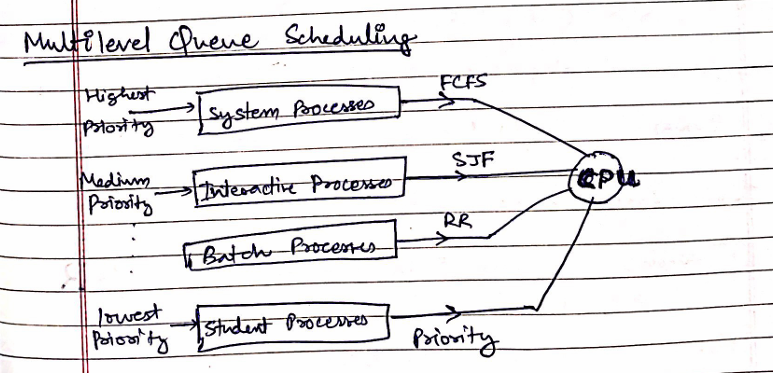 Multilevel Queue Scheduling
Highest
Priority
System Processes
FCFS
Medium
Priority
Interactive Processes
SJF
CPU
Batch Processes
RR
lowest
Priority
Student Processes
Priority